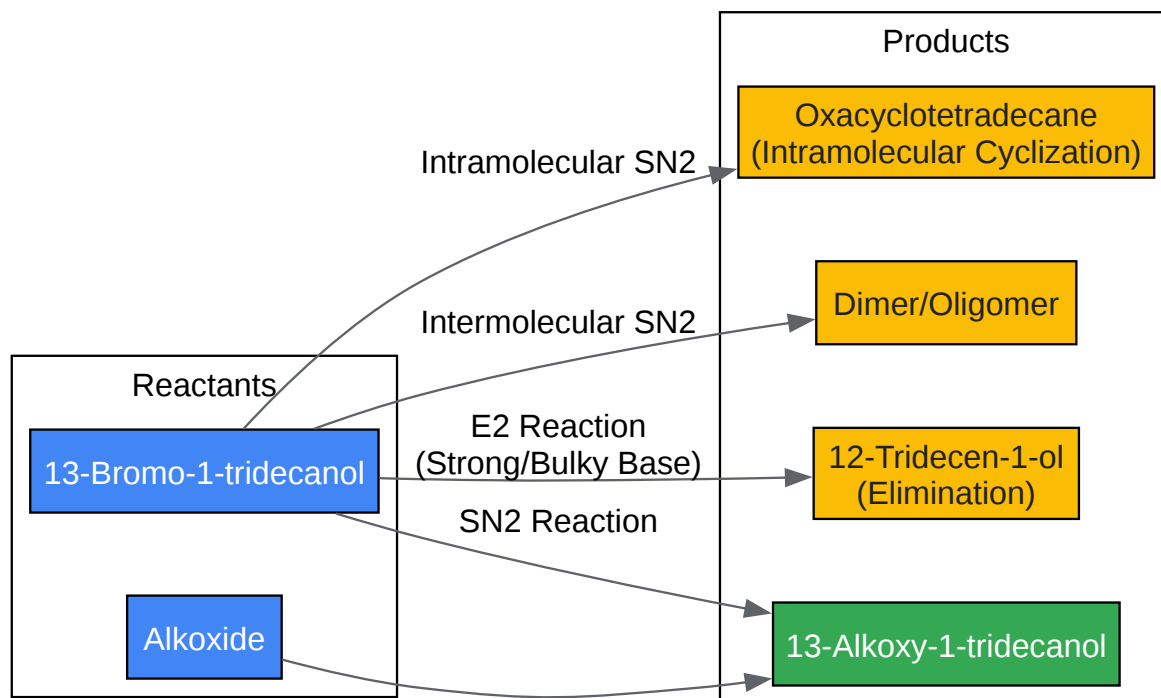 Products
Oxacyclotetradecane
(Intramolecular Cyclization)
Intramolecular SN2
Dimer/Oligomer
Intermolecular SN2
Reactants
13-Bromo-1-tridecanol
E2 Reaction
(Strong/Bulky Base)
12-Tridecen-1-ol
(Elimination)
SN2 Reaction
Alkoxide
13-Alkoxy-1-tridecanol